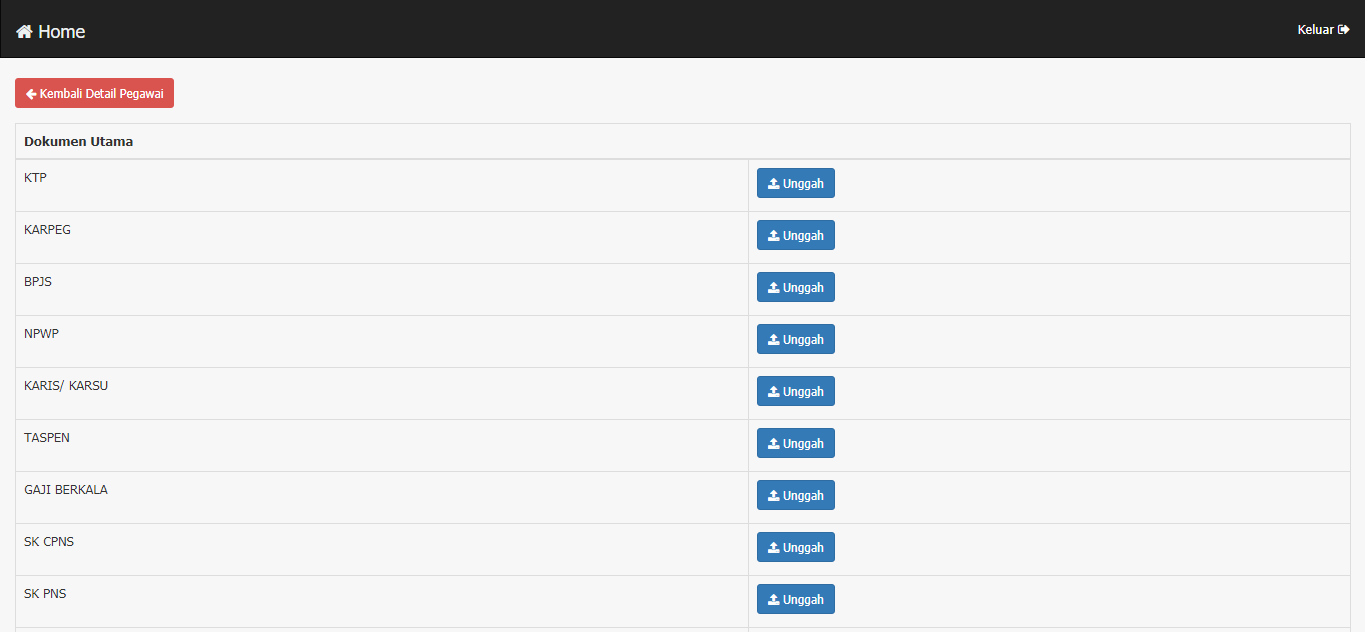 Home
Keluar
Kembali Detail Pegawai
Dokumen Utama
KTP Unggah
KARPEG Unggah
BPJS Unggah
NPWP Unggah
KARIS/ KARSU Unggah
TASPEN Unggah
GAJI BERKALA Unggah
SK CPNS Unggah
SK PNS Unggah